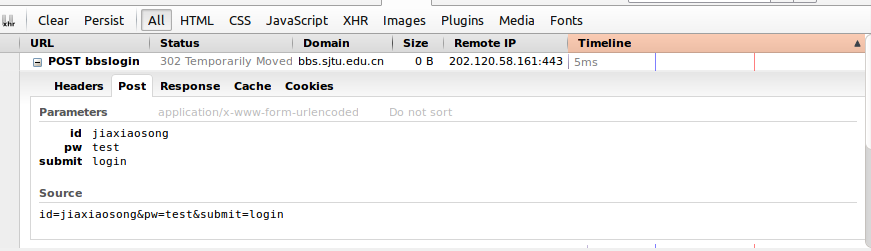 xhr Clear Persist All HTML CSS JavaScript XHR Images Plugins Media Fonts
URL Status Domain Size Remote IP Timeline
POST bbslogin 302 Temporarily Moved bbs.sjtu.edu.cn 0 B 202.120.58.161:443 5ms
Headers Post Response Cache Cookies
Parameters application/x-www-form-urlencoded Do not sort
id jiaxiaosong
pw test
submit login
Source
id=jiaxiaosong&pw=test&submit=login